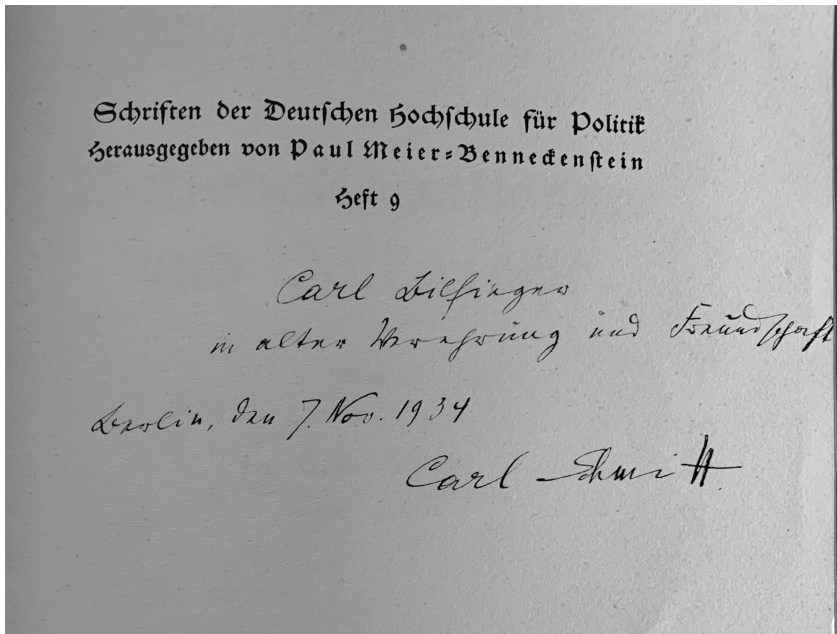 Schriften der Deutschen Hochschule für Politik
Herausgegeben von Paul Meier-Benneckenstein
Heft 9
Carl Bilfinger
in alter Verehrung und Freundschaft
Berlin, den 7. Nov. 1934
Carl Schmitt